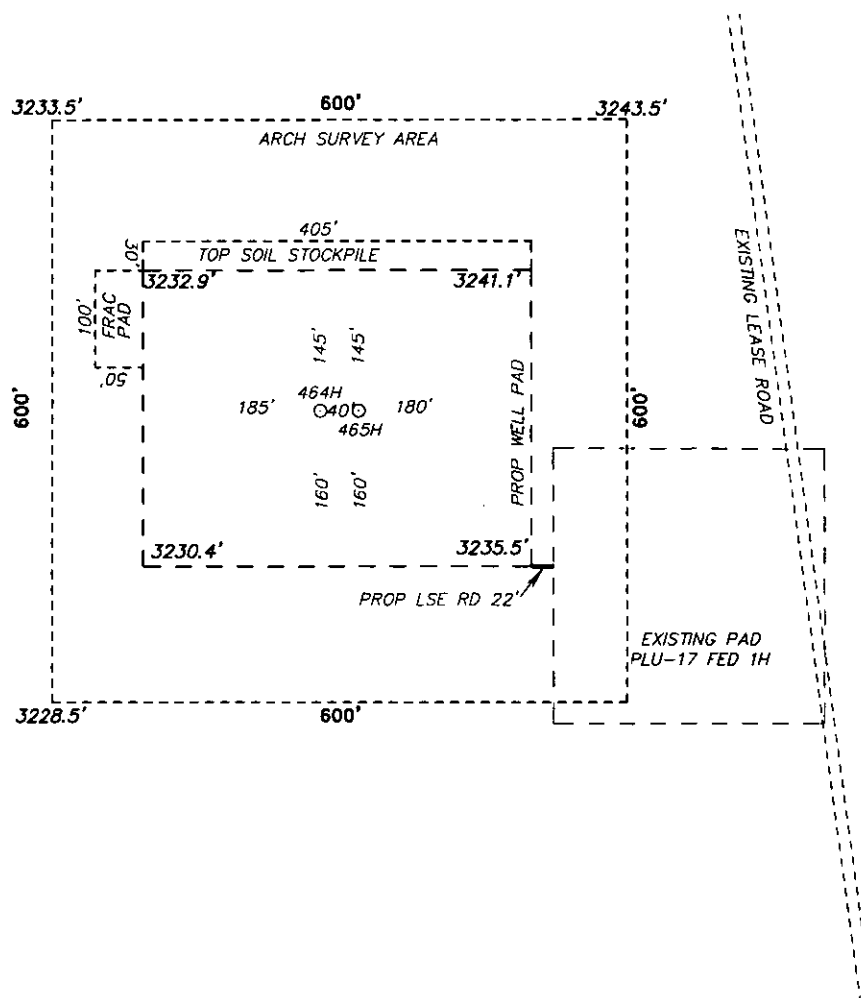 3233.5'
600'
3243.5'
ARCH SURVEY AREA
405'
30'
TOP SOIL STOCKPILE
3232.9'
3241.1'
100'
FRAC
PAD
50'
145'
145'
EXISTING LEASE ROAD
600'
185'
464H
40'
465H
180'
PROP WELL PAD
600'
160'
160'
3230.4'
3235.5'
PROP LSE RD 22'
EXISTING PAD
PLU-17 FED 1H
3228.5'
600'